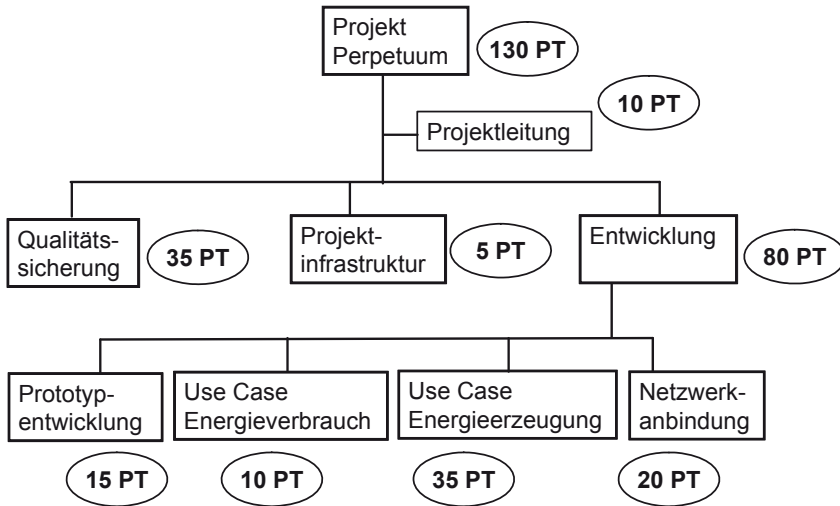 Projekt
Perpetuum
130 PT
10 PT
Projektleitung
Qualitäts-
sicherung
35 PT
Projekt-
infrastruktur
5 PT
Entwicklung
80 PT
Prototyp-
entwicklung
Use Case
Energieverbrauch
Use Case
Energieerzeugung
Netzwerk-
anbindung
15 PT
10 PT
35 PT
20 PT